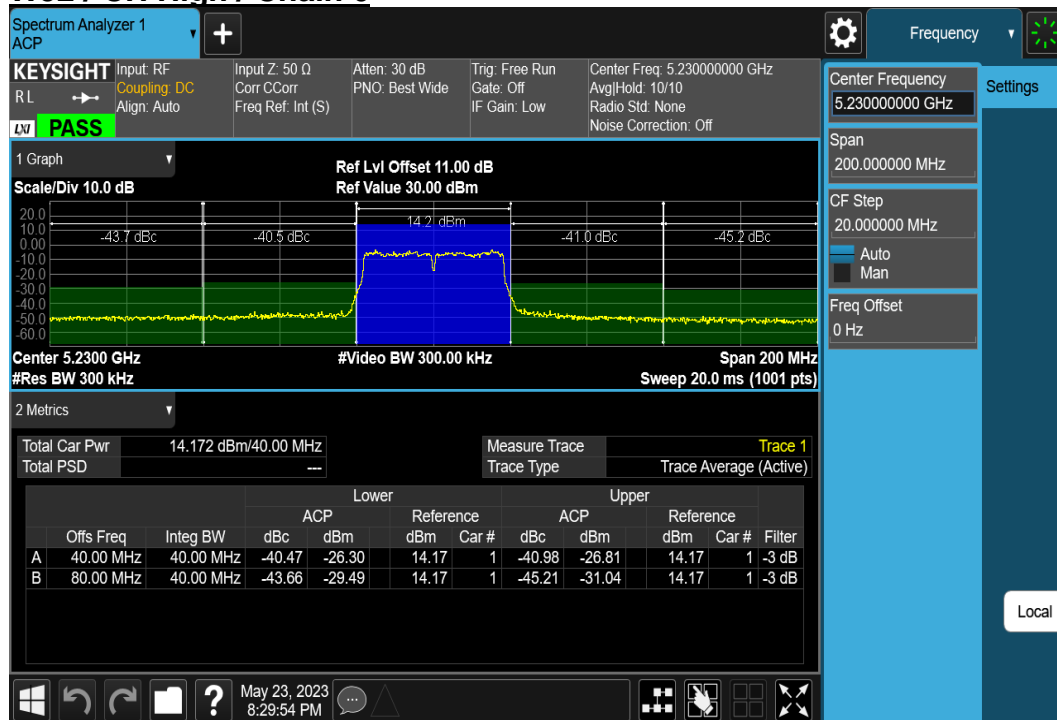 Spectrum Analyzer 1
ACP
+
Frequency
KEYSIGHT
RL
LXI
PASS
Input: RF
Coupling: DC
Align: Auto
Input Z: 50 Ω
Corr CCorr
Freq Ref: Int (S)
Atten: 30 dB
PNO: Best Wide
Trig: Free Run
Gate: Off
IF Gain: Low
Center Freq: 5.230000000 GHz
Avg|Hold: 10/10
Radio Std: None
Noise Correction: Off
Center Frequency
5.230000000 GHz
Settings
Span
200.000000 MHz
CF Step
20.000000 MHz
Auto
Man
Freq Offset
0 Hz
1 Graph
Scale/Div 10.0 dB
Ref Lvl Offset 11.00 dB
Ref Value 30.00 dBm
20.0
10.0
0.00
-10.0
-20.0
-30.0
-40.0
-50.0
-60.0
-43.7 dBc -40.5 dBc 14.2 dBm -41.0 dBc -45.2 dBc
Center 5.2300 GHz #Video BW 300.00 kHz Span 200 MHz
#Res BW 300 kHz Sweep 20.0 ms (1001 pts)
2 Metrics
Total Car Pwr 14.172 dBm/40.00 MHz Measure Trace Trace 1
Total PSD --- Trace Type Trace Average (Active)
Lower Upper
ACP Reference ACP Reference
Offs Freq Integ BW dBc dBm dBm Car # dBc dBm dBm Car # Filter
A 40.00 MHz 40.00 MHz -40.47 -26.30 14.17 1 -40.98 -26.81 14.17 1 -3 dB
B 80.00 MHz 40.00 MHz -43.66 -29.49 14.17 1 -45.21 -31.04 14.17 1 -3 dB
Local
?
May 23, 2023
8:29:54 PM